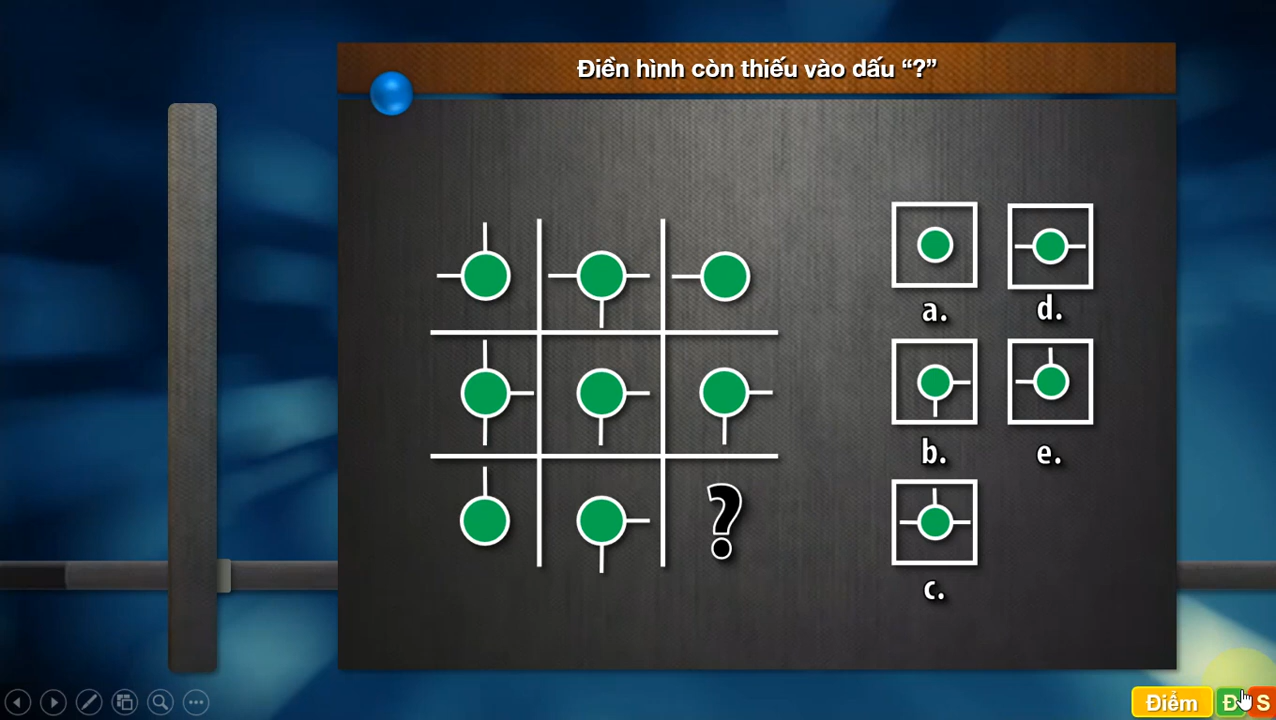 Điền hình còn thiếu vào dấu “?”
?
a.
d.
b.
e.
c.
Điểm
Đ
S